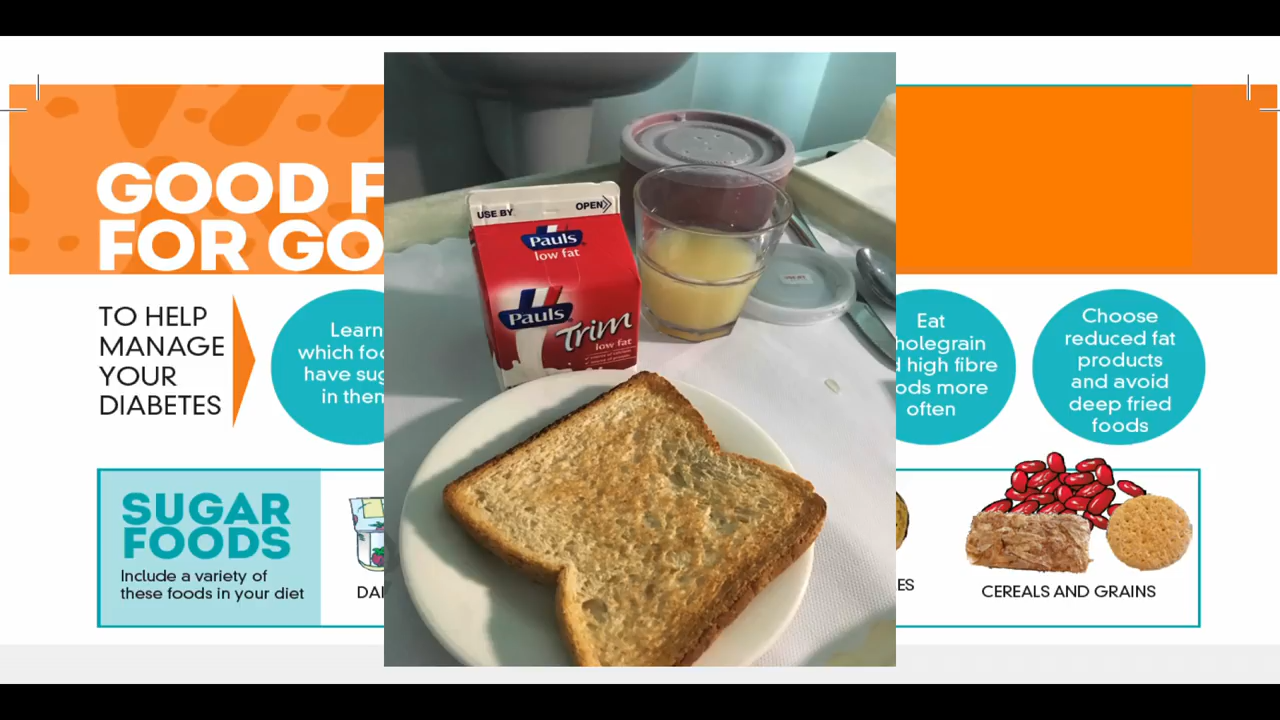 GOOD F
FOR GO
TO HELP
MANAGE
YOUR
DIABETES
Learn
which foo
have sug
in then
Eat
holegrain
d high fibre
ods more
often
Choose
reduced fat
products
and avoid
deep fried
foods
SUGAR
FOODS
Include a variety of
these foods in your diet
DAI
ES
CEREALS AND GRAINS
USE BY
OPEN
Pauls
low fat
Pauls
Trim
low fat